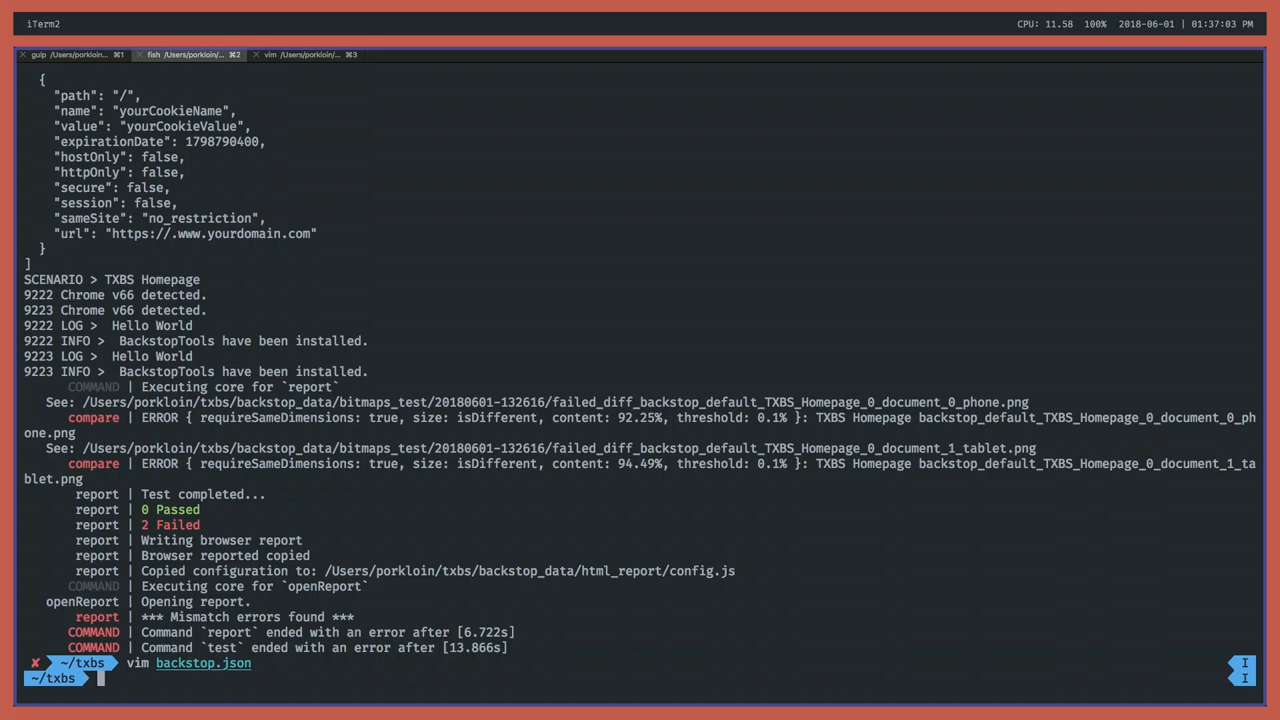 iTerm2
CPU: 11.58 100% 2018-06-01 | 01:37:03 PM
× gulp /Users/porkloin... ⌘1 × fish /Users/porkloin/... ⌘2 × vim /Users/porkloin/... ⌘3
{
"path": "/",
"name": "yourCookieName",
"value": "yourCookieValue",
"expirationDate": 1798790400,
"hostOnly": false,
"httpOnly": false,
"secure": false,
"session": false,
"sameSite": "no_restriction",
"url": "https://.www.yourdomain.com"
}
]
SCENARIO > TXBS Homepage
9222 Chrome v66 detected.
9223 Chrome v66 detected.
9222 LOG > Hello World
9222 INFO > BackstopTools have been installed.
9223 LOG > Hello World
9223 INFO > BackstopTools have been installed.
COMMAND | Executing core for `report`
See: /Users/porkloin/txbs/backstop_data/bitmaps_test/20180601-132616/failed_diff_backstop_default_TXBS_Homepage_0_document_0_phone.png
compare | ERROR { requireSameDimensions: true, size: isDifferent, content: 92.25%, threshold: 0.1% }: TXBS Homepage backstop_default_TXBS_Homepage_0_document_0_ph
one.png
See: /Users/porkloin/txbs/backstop_data/bitmaps_test/20180601-132616/failed_diff_backstop_default_TXBS_Homepage_0_document_1_tablet.png
compare | ERROR { requireSameDimensions: true, size: isDifferent, content: 94.49%, threshold: 0.1% }: TXBS Homepage backstop_default_TXBS_Homepage_0_document_1_ta
blet.png
report | Test completed...
report | 0 Passed
report | 2 Failed
report | Writing browser report
report | Browser reported copied
report | Copied configuration to: /Users/porkloin/txbs/backstop_data/html_report/config.js
COMMAND | Executing core for `openReport`
openReport | Opening report.
report | *** Mismatch errors found ***
COMMAND | Command `report` ended with an error after [6.722s]
COMMAND | Command `test` ended with an error after [13.866s]
✘ ~/txbs vim backstop.json I
~/txbs I